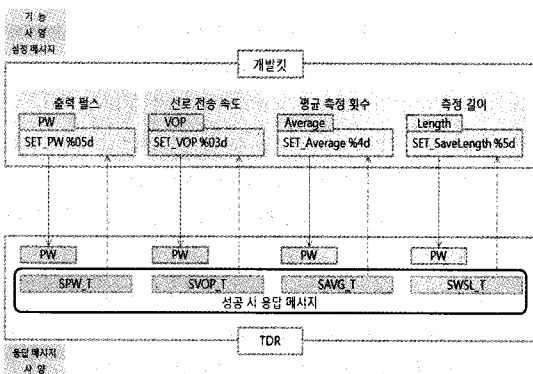 기 능
사 양
설정 메시지
개발킷
출력 펄스
선로 전송 속도
평균 측정 횟수
측정 길이
PW
VOP
Average
Length
SET_PW %05d
SET_VOP %03d
SET_Average %4d
SET_SaveLength %5d
PW
PW
PW
PW
SPW_T
SVOP_T
SAVG_T
SWSL_T
성공 시 응답 메시지
TDR
응답 메시지
사 양